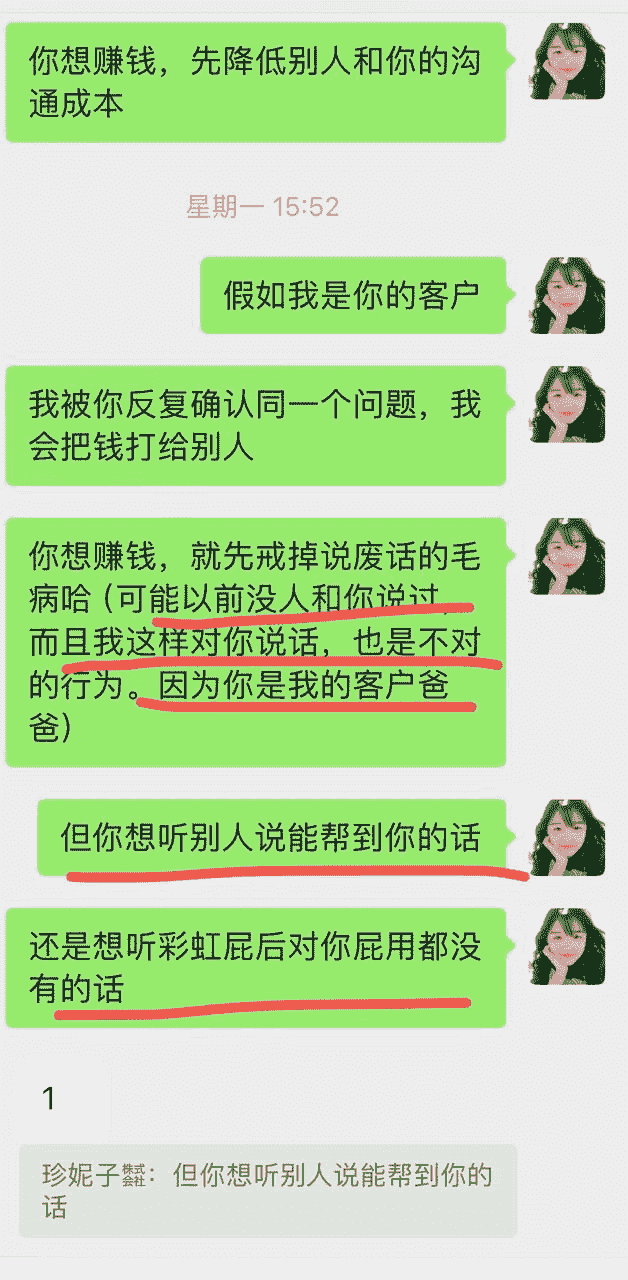 你想赚钱，先降低别人和你的沟
通成本
星期一 15:52
假如我是你的客户
我被你反复确认同一个问题，我
会把钱打给别人
你想赚钱，就先戒掉说废话的毛
病哈（可能以前没人和你说过，
而且我这样对你说话，也是不对
的行为。因为你是我的客户爸
爸）
但你想听别人说能帮到你的话
还是想听彩虹屁后对你屁用都没
有的话
1
珍妮子㍿：但你想听别人说能帮到你的
话